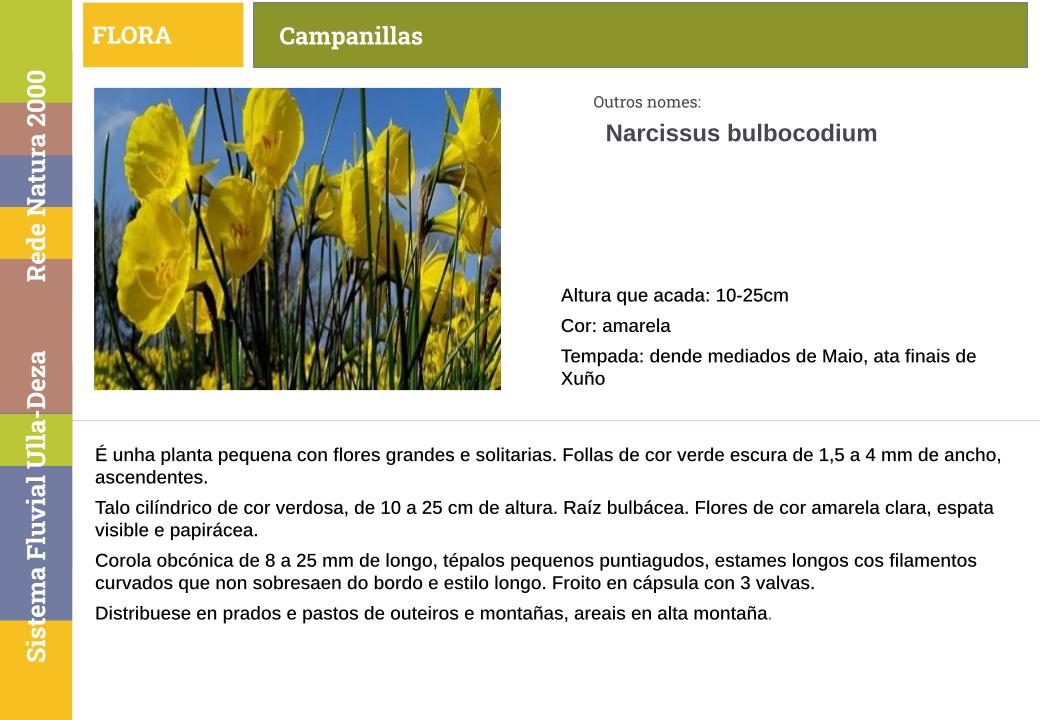 FLORA
Campanillas
Rede Natura 2000
Sistema Fluvial Ulla-Deza
Outros nomes:
Narcissus bulbocodium
Altura que acada: 10-25cm
Cor: amarela
Tempada: dende mediados de Maio, ata finais de
Xuño
É unha planta pequena con flores grandes e solitarias. Follas de cor verde escura de 1,5 a 4 mm de ancho,
ascendentes.
Talo cilíndrico de cor verdosa, de 10 a 25 cm de altura. Raíz bulbácea. Flores de cor amarela clara, espata
visible e papirácea.
Corola obcónica de 8 a 25 mm de longo, tépalos pequenos puntiagudos, estames longos cos filamentos
curvados que non sobresaen do bordo e estilo longo. Froito en cápsula con 3 valvas.
Distribuese en prados e pastos de outeiros e montañas, areais en alta montaña.